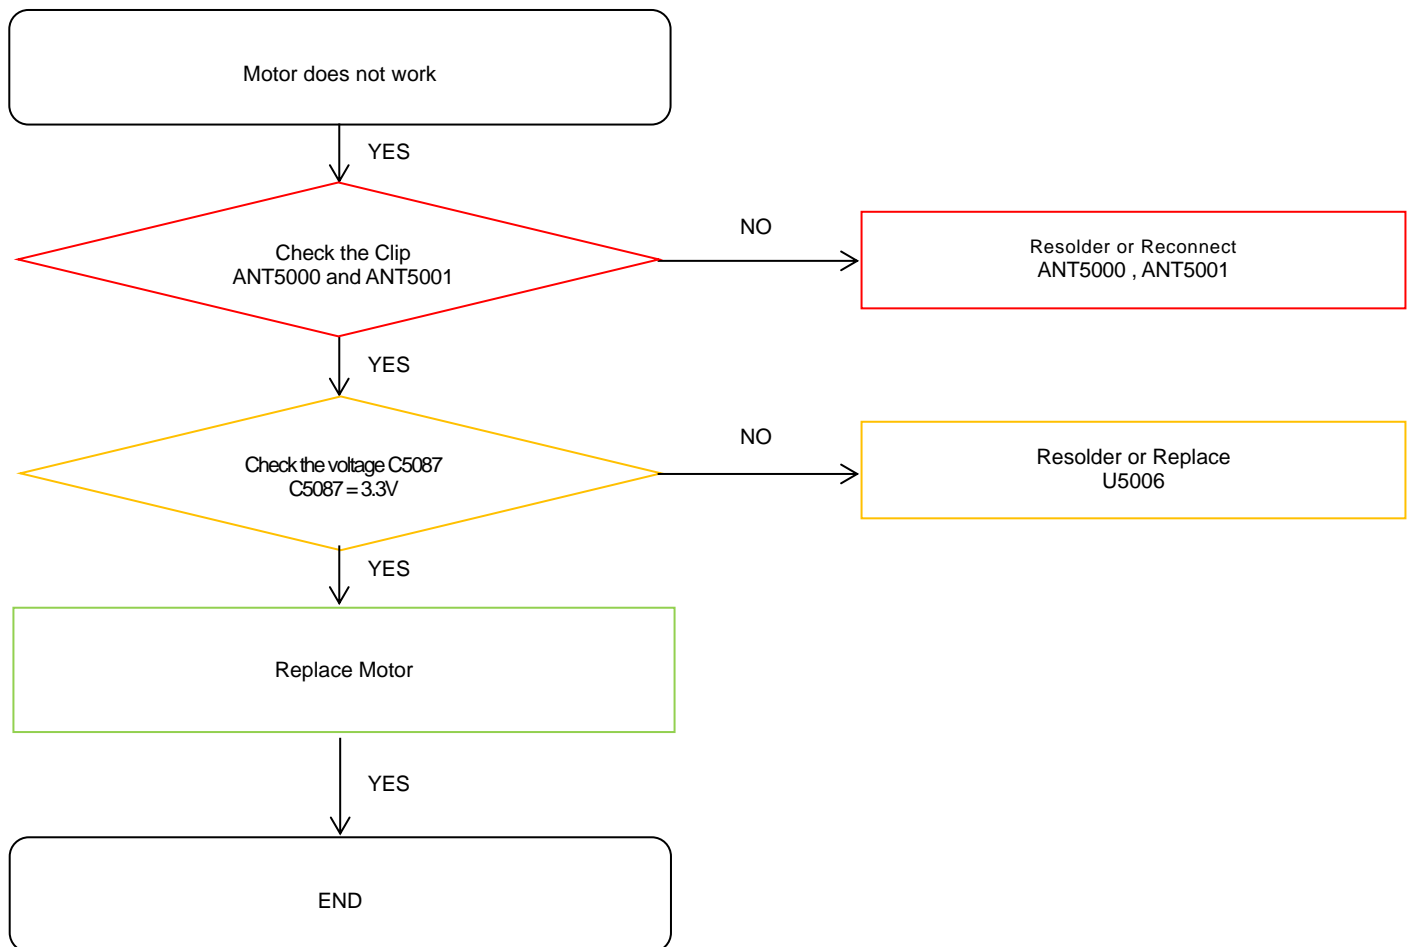 Motor does not work
YES
Check the Clip
ANT5000 and ANT5001
NO
Resolder or Reconnect
ANT5000 , ANT5001
YES
Check the voltage C5087
C5087 = 3.3V
NO
Resolder or Replace
U5006
YES
Replace Motor
YES
END